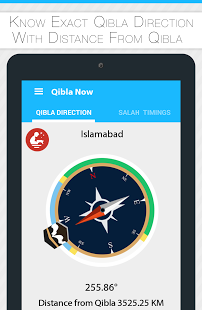 Know Exact Qibla Direction
With Distance From Qibla
Qibla Now
QIBLA DIRECTION
SALAH TIMINGS
Islamabad
N
E
S
255.86°
Distance from Qibla 3525.25 KM